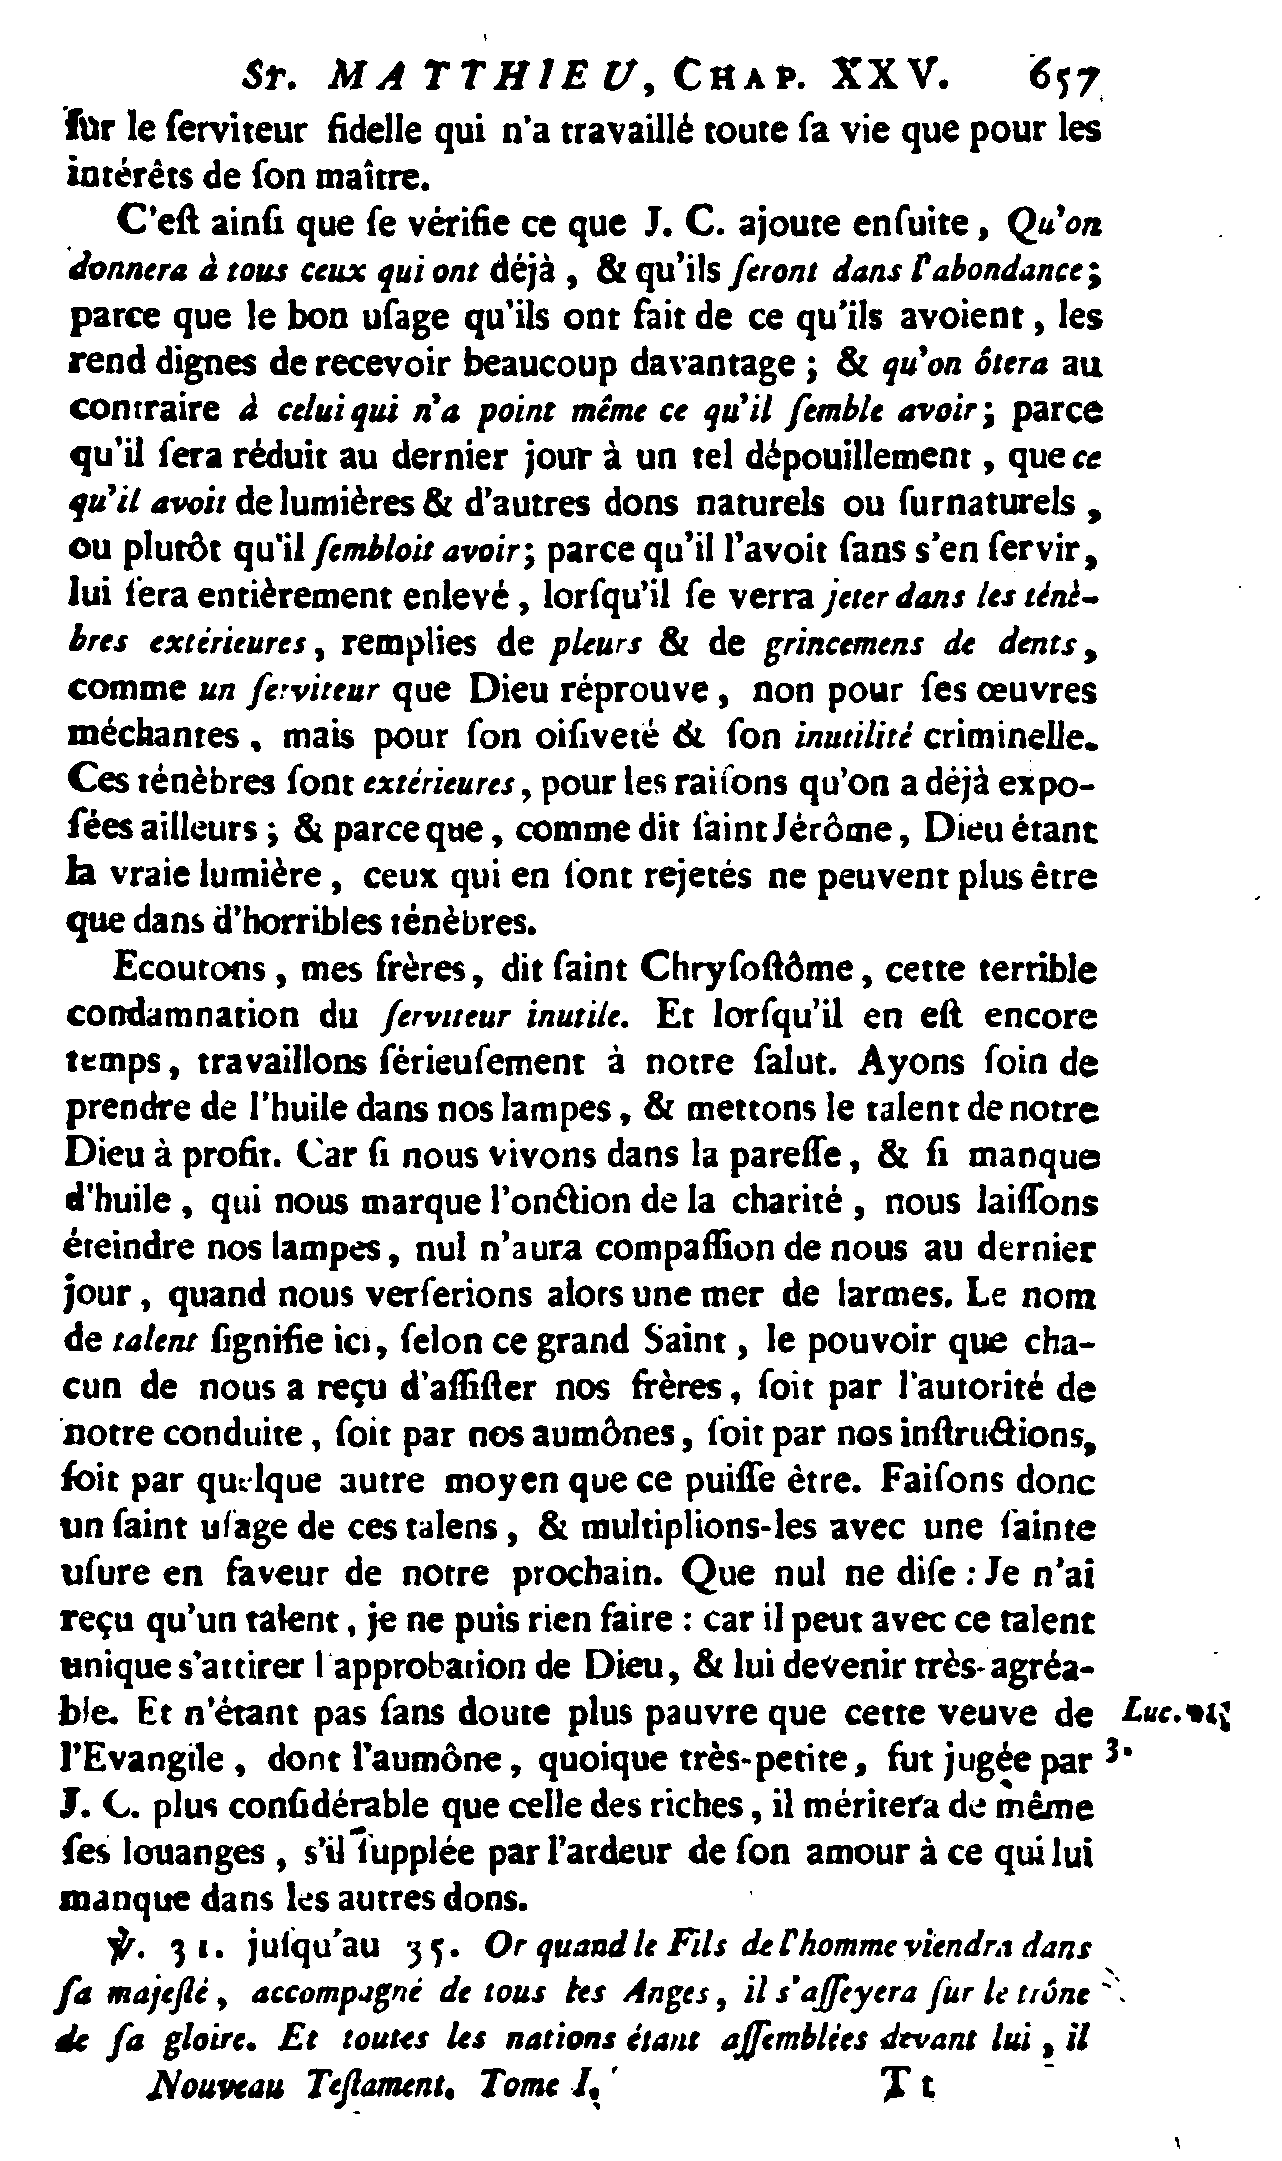 St. MATTHIEU, CHAP. XXV. 657
ſur le ſerviteur fidelle qui n'a travaillé toute ſa vie que pour les
intérêts de ſon maître.
C'eſt ainſi que ſe vérifie ce que J. C. ajoute enſuite, Qu'on
donnera à tous ceux qui ont déjà, & qu'ils ſeront dans l'abondance;
parce que le bon uſage qu'ils ont fait de ce qu'ils avoient, les
rend dignes de recevoir beaucoup davantage; & qu'on ôtera au
contraire à celui qui n'a point même ce qu'il ſemble avoir; parce
qu'il ſera réduit au dernier jour à un tel dépouillement, que ce
qu'il avoit de lumières & d'autres dons naturels ou ſurnaturels,
ou plutôt qu'il ſembloit avoir; parce qu'il l'avoit ſans s'en ſervir,
lui ſera entièrement enlevé, lorſqu'il ſe verra jeter dans les ténè-
bres extérieures, remplies de pleurs & de grincemens de dents,
comme un ſerviteur que Dieu réprouve, non pour ſes œuvres
méchantes, mais pour ſon oiſiveté & ſon inutilité criminelle.
Ces ténèbres ſont extérieures, pour les raiſons qu'on a déjà expo-
ſées ailleurs; & parce que, comme dit ſaint Jérôme, Dieu étant
la vraie lumière, ceux qui en ſont rejetés ne peuvent plus être
que dans d'horribles ténèbres.
Ecoutons, mes frères, dit ſaint Chryſoſtôme, cette terrible
condamnation du ſerviteur inutile. Et lorſqu'il en eſt encore
temps, travaillons ſérieuſement à notre ſalut. Ayons ſoin de
prendre de l'huile dans nos lampes, & mettons le talent de notre
Dieu à profit. Car ſi nous vivons dans la pareſſe, & ſi manque
d'huile, qui nous marque l'onction de la charité, nous laiſſons
éteindre nos lampes, nul n'aura compaſſion de nous au dernier
jour, quand nous verſerions alors une mer de larmes. Le nom
de talent ſignifie ici, ſelon ce grand Saint, le pouvoir que cha-
cun de nous a reçu d'aſſiſter nos frères, ſoit par l'autorité de
notre conduite, ſoit par nos aumônes, ſoit par nos inſtructions,
ſoit par quelque autre moyen que ce puiſſe être. Faiſons donc
un ſaint uſage de ces talens, & multiplions-les avec une ſainte
uſure en faveur de notre prochain. Que nul ne diſe : Je n'ai
reçu qu'un talent, je ne puis rien faire : car il peut avec ce talent
unique s'attirer l'approbation de Dieu, & lui devenir très-agréa-
ble. Et n'étant pas ſans doute plus pauvre que cette veuve de
l'Evangile, dont l'aumône, quoique très-petite, fut jugée par
J. C. plus conſidérable que celle des riches, il méritera de même
ſes louanges, s'il ſupplée par l'ardeur de ſon amour à ce qui lui
manque dans les autres dons.
Luc.
3.
℣. 31. juſqu'au 35. Or quand le Fils de l'homme viendra dans
ſa majeſté, accompagné de tous les Anges, il s'aſſeyera ſur le trône
de ſa gloire. Et toutes les nations étant aſſemblées devant lui, il
Nouveau Teſtament. Tome I. T t